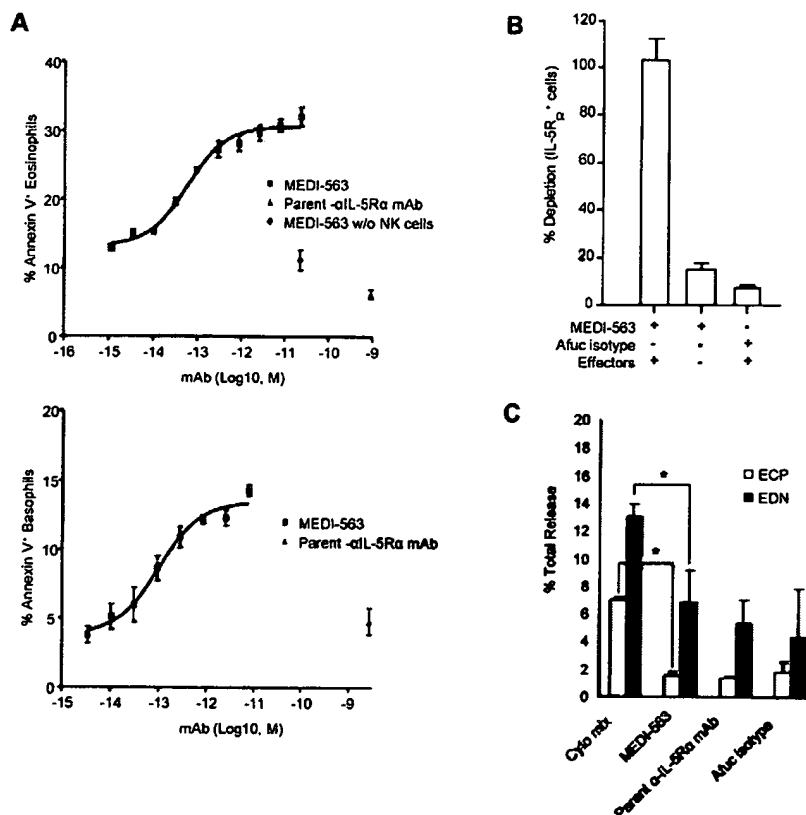 A
% Annexin V⁺ Eosinophils
40
30
20
10
0
-16 -15 -14 -13 -12 -11 -10 -9
mAb (Log10, M)
MEDI-563
Parent -αIL-5Rα mAb
MEDI-563 w/o NK cells
% Annexin V⁺ Basophils
20
15
10
5
0
-15 -14 -13 -12 -11 -10 -9
mAb (Log10, M)
MEDI-563
Parent -αIL-5Rα mAb
B
% Depletion (IL-5Rα⁺ cells)
120
100
80
60
40
20
0
MEDI-563 + + -
Afuc isotype - - +
Effectors + - +
C
% Total Release
20
18
16
14
12
10
8
6
4
2
0
ECP
EDN
*
*
Cyto mix
MEDI-563
Parent α-IL-5Rα mAb
Afuc isotype